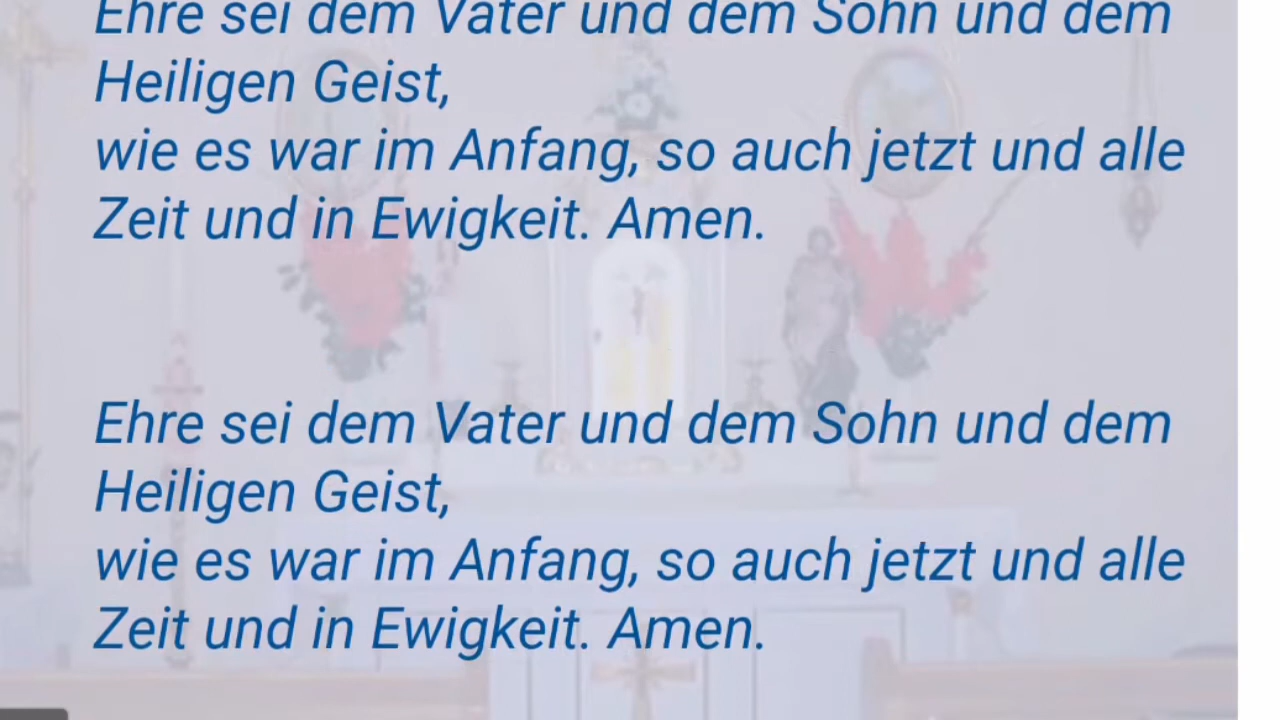 Ehre sei dem Vater und dem Sohn und dem
Heiligen Geist,
wie es war im Anfang, so auch jetzt und alle
Zeit und in Ewigkeit. Amen.
Ehre sei dem Vater und dem Sohn und dem
Heiligen Geist,
wie es war im Anfang, so auch jetzt und alle
Zeit und in Ewigkeit. Amen.